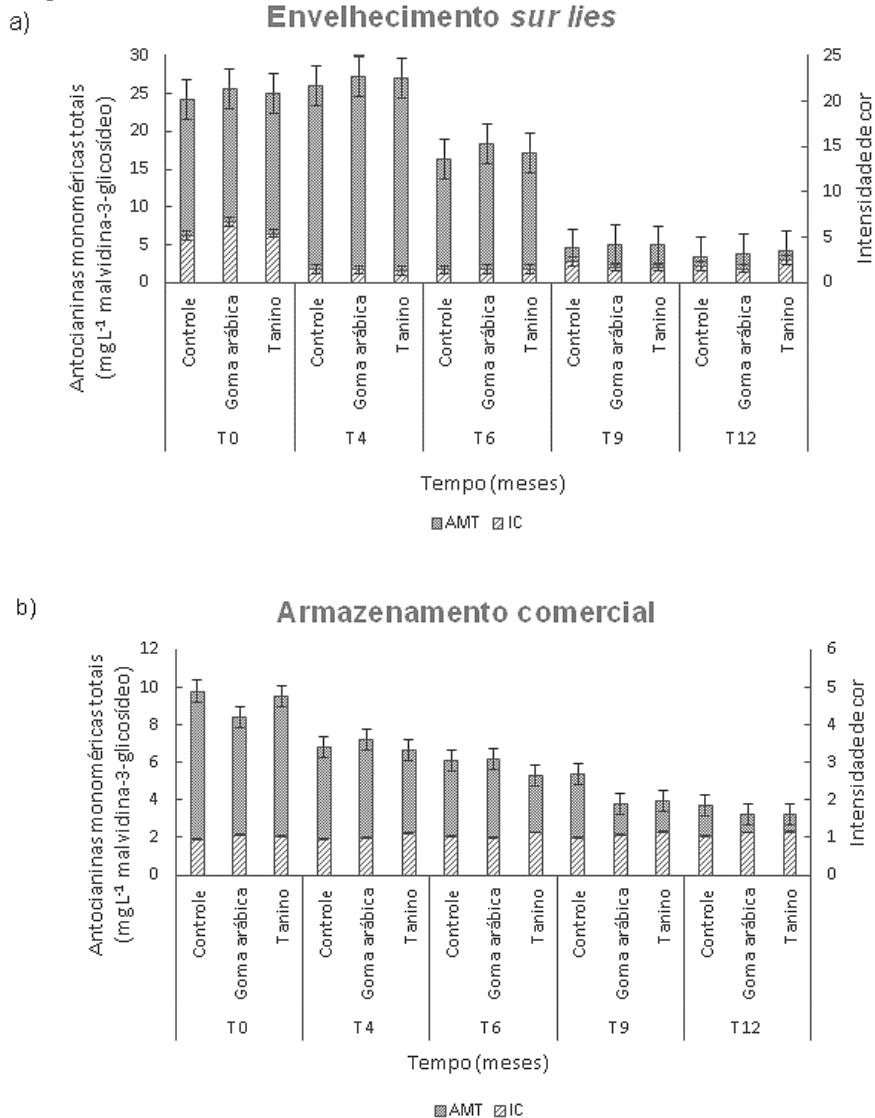 a)
Envelhecimento sur lies
Antocianinas monoméricas totais
(mg L-1 malvidina-3-glicosídeo)
30
25
20
15
10
5
0
25
20
15
10
5
0
Intensidade de cor
Controle
Goma arábica
Tanino
Controle
Goma arábica
Tanino
Controle
Goma arábica
Tanino
Controle
Goma arábica
Tanino
Controle
Goma arábica
Tanino
T0 T4 T6 T9 T12
Tempo (meses)
AMT IC
b)
Armazenamento comercial
Antocianinas monoméricas totais
(mg L-1 malvidina-3-glicosídeo)
12
10
8
6
4
2
0
6
5
4
3
2
1
0
Intensidade de cor
Controle
Goma arábica
Tanino
Controle
Goma arábica
Tanino
Controle
Goma arábica
Tanino
Controle
Goma arábica
Tanino
Controle
Goma arábica
Tanino
T0 T4 T6 T9 T12
Tempo (meses)
AMT IC